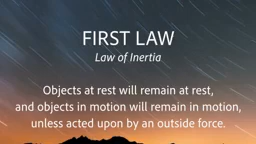 FIRST LAW
Law of Inertia
Objects at rest will remain at rest,
and objects in motion will remain in motion,
unless acted upon by an outside force.